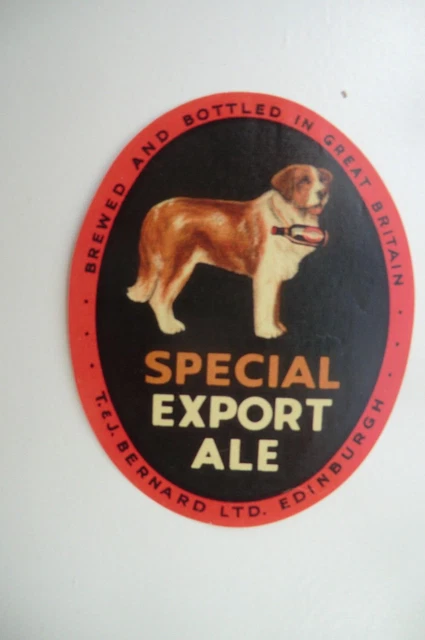 BREWED AND BOTTLED IN GREAT BRITAIN
SPECIAL
EXPORT
ALE
T. & J. BERNARD LTD. EDINBURGH